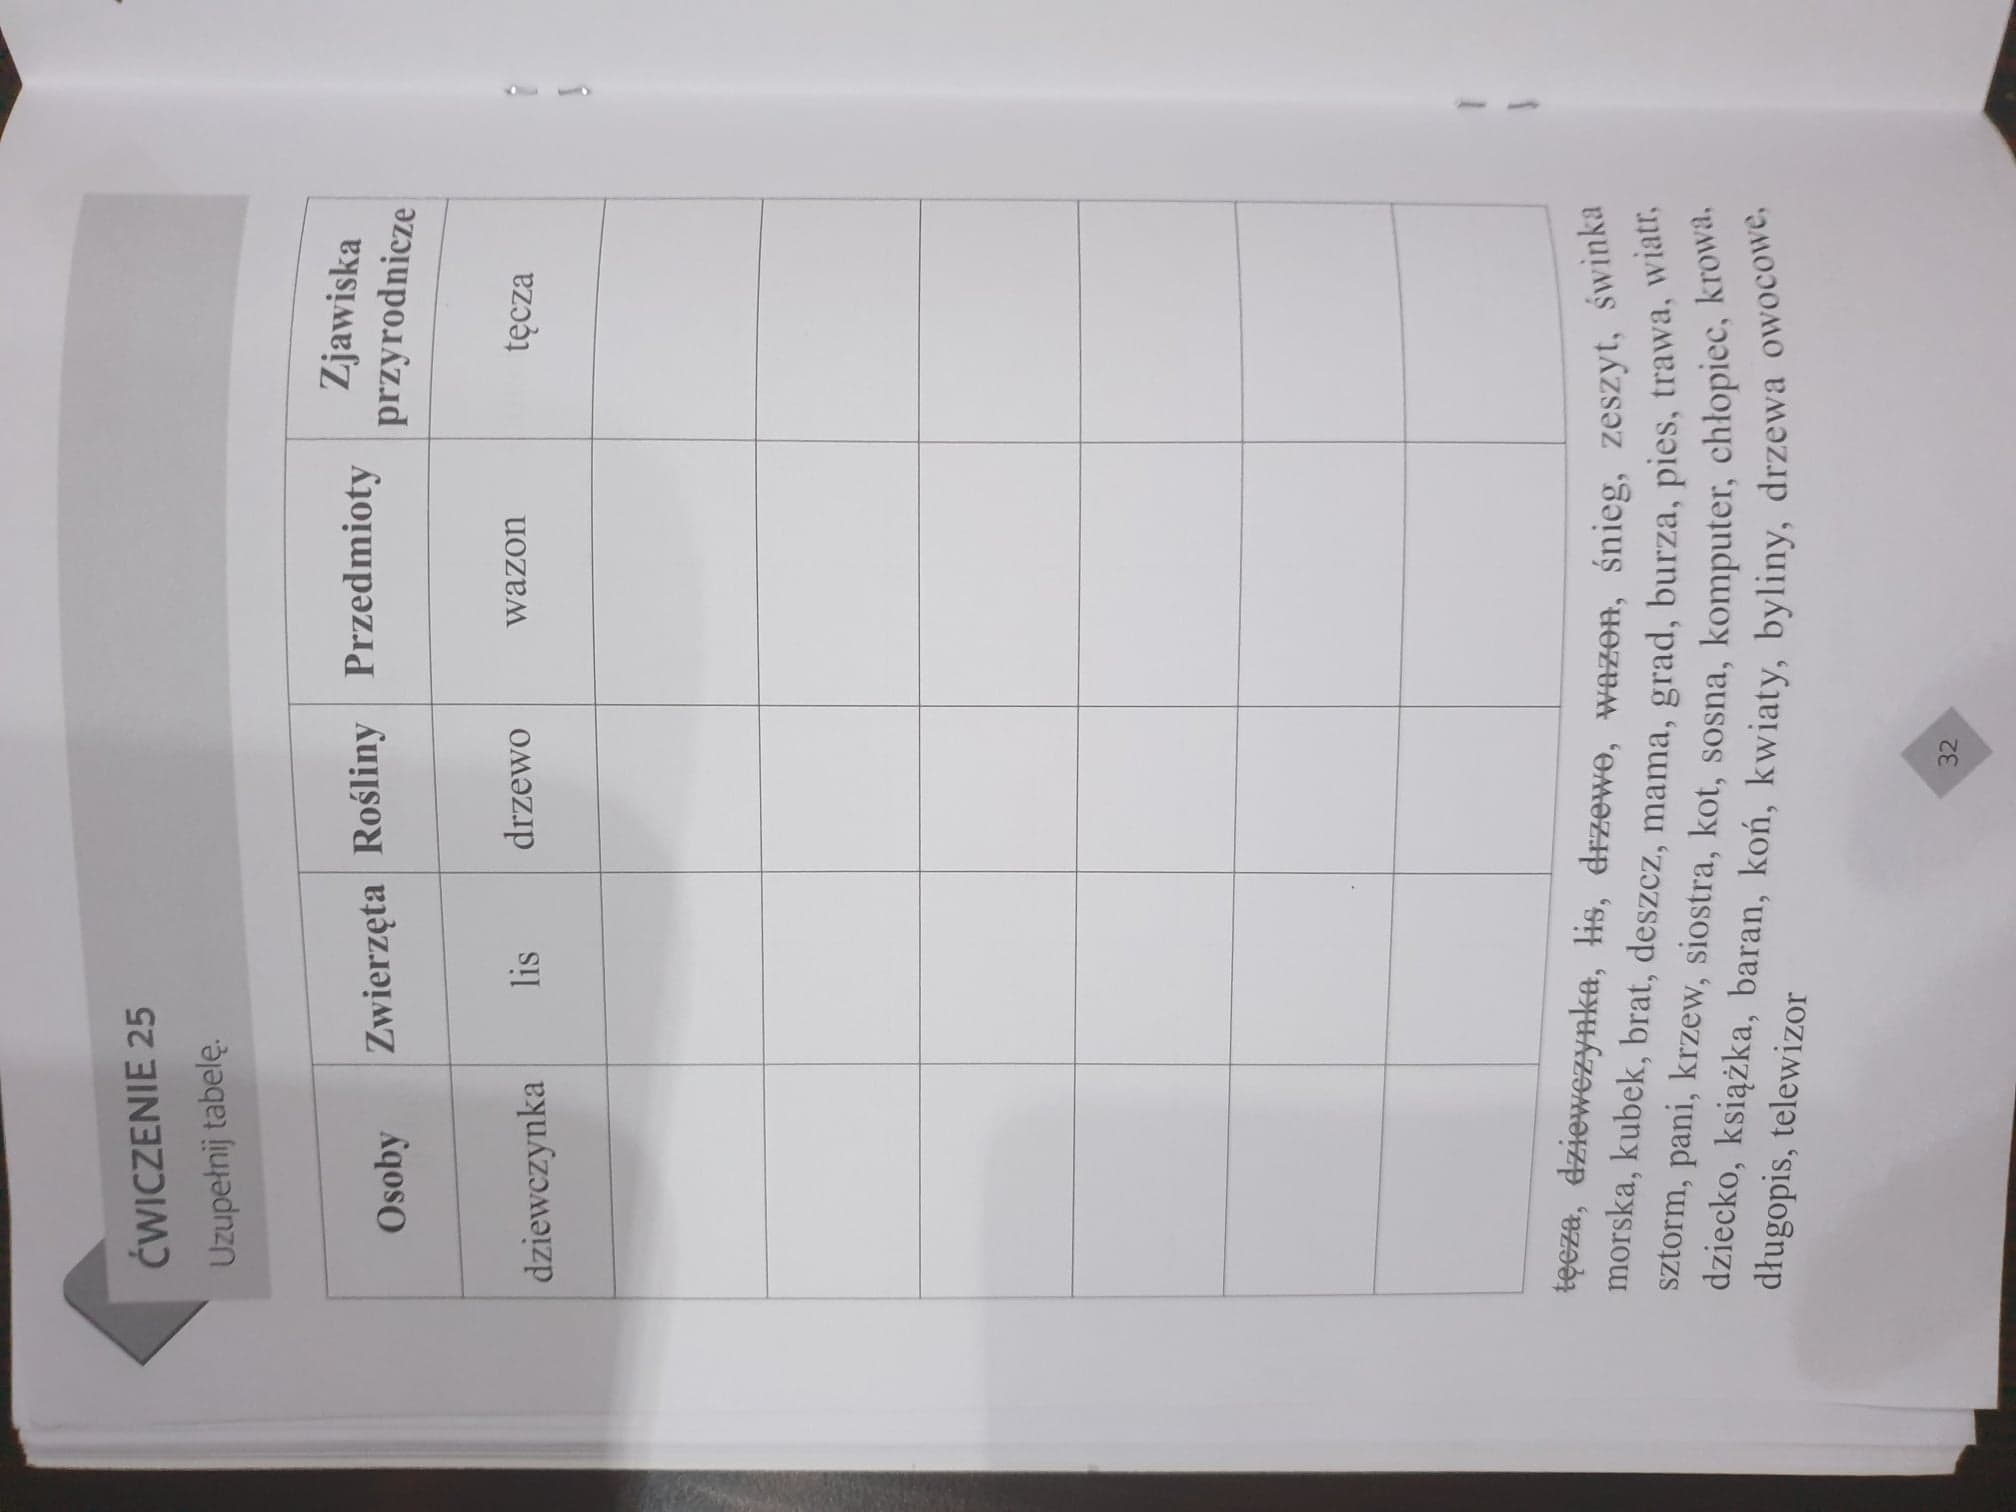 ĆWICZENIE 25
Uzupełnij tabelę.
Osoby Zwierzęta Rośliny Przedmioty Zjawiska przyrodnicze
dziewczynka lis drzewo wazon tęcza
tęcza, dziewczynka, lis, drzewo, wazon, śnieg, zeszyt, świnka
morska, kubek, brat, deszcz, mama, grad, burza, pies, trawa, wiatr,
sztorm, pani, krzew, siostra, kot, sosna, komputer, chłopiec, krowa,
dziecko, książka, baran, koń, kwiaty, byliny, drzewa owocowe,
długopis, telewizor
32